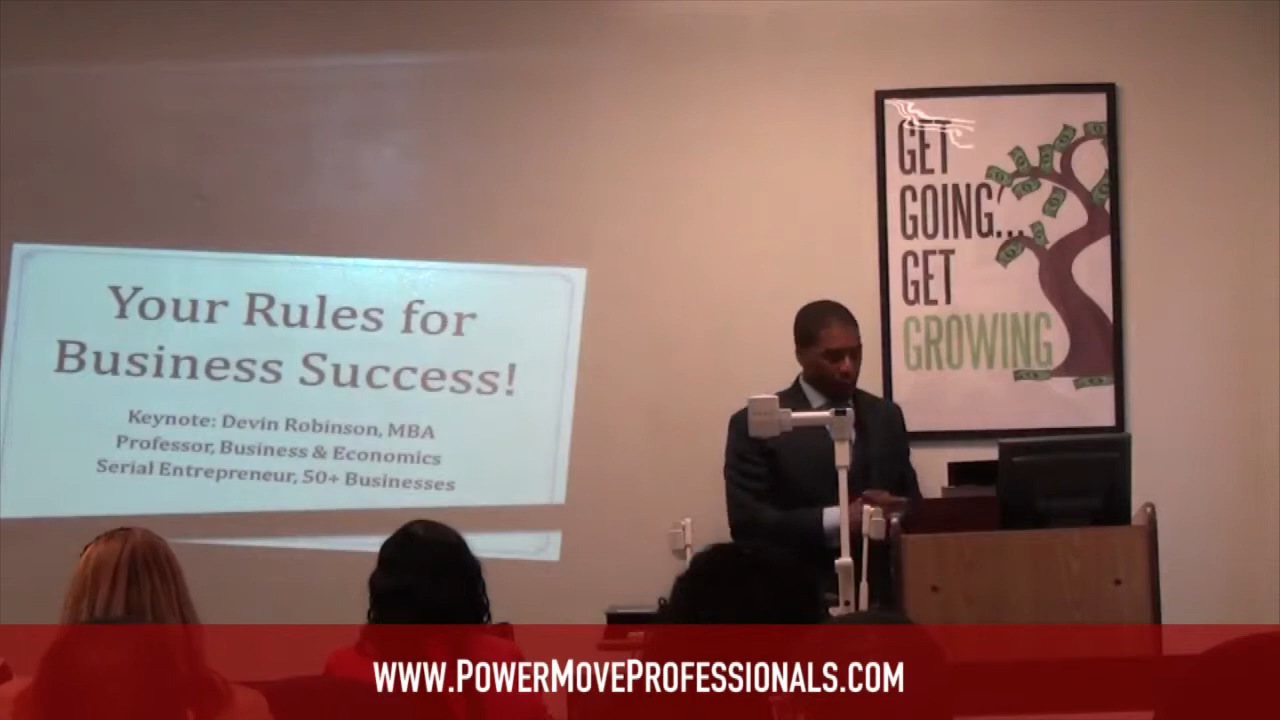 Your Rules for
Business Success!
Keynote: Devin Robinson, MBA
Professor, Business & Economics
Serial Entrepreneur, 50+ Businesses
GET
GOING...
GET
GROWING
WWW.POWERMOVEPROFESSIONALS.COM